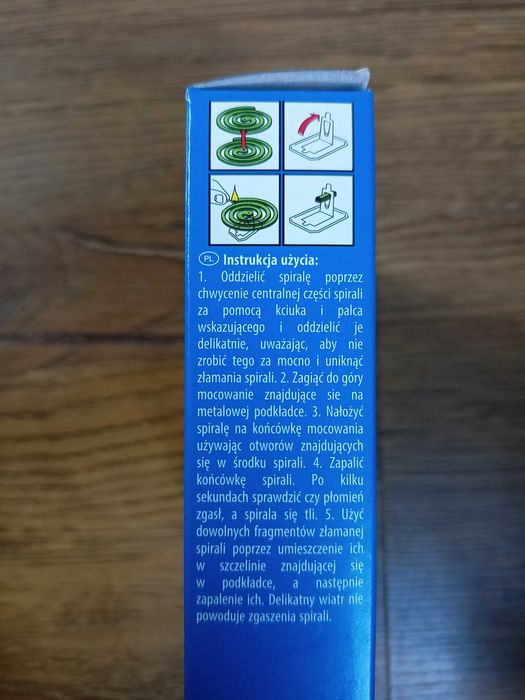 PL Instrukcja użycia:
1. Oddzielić spiralę poprzez
chwycenie centralnej części spirali
za pomocą kciuka i palca
wskazującego i oddzielić je
delikatnie, uważając, aby nie
zrobić tego za mocno i uniknąć
złamania spirali. 2. Zagiąć do góry
mocowanie znajdujące sie na
metalowej podkładce. 3. Nałożyć
spiralę na końcówkę mocowania
używając otworów znajdujących
się w środku spirali. 4. Zapalić
końcówkę spirali. Po kilku
sekundach sprawdzić czy płomień
zgasł, a spirala się tli. 5. Użyć
dowolnych fragmentów złamanej
spirali poprzez umieszczenie ich
w szczelinie znajdującej się
w podkładce, a następnie
zapalenie ich. Delikatny wiatr nie
powoduje zgaszenia spirali.